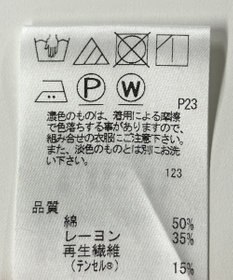 P W
P23
濃色のものは、着用による摩擦
で色落ちする事がありますので、
組み合せの衣服にご注意下さい。
また、淡色のものとは別にお洗
い下さい。
123
品質
綿 50%
レーヨン 35%
再生繊維
(テンセル®) 15%